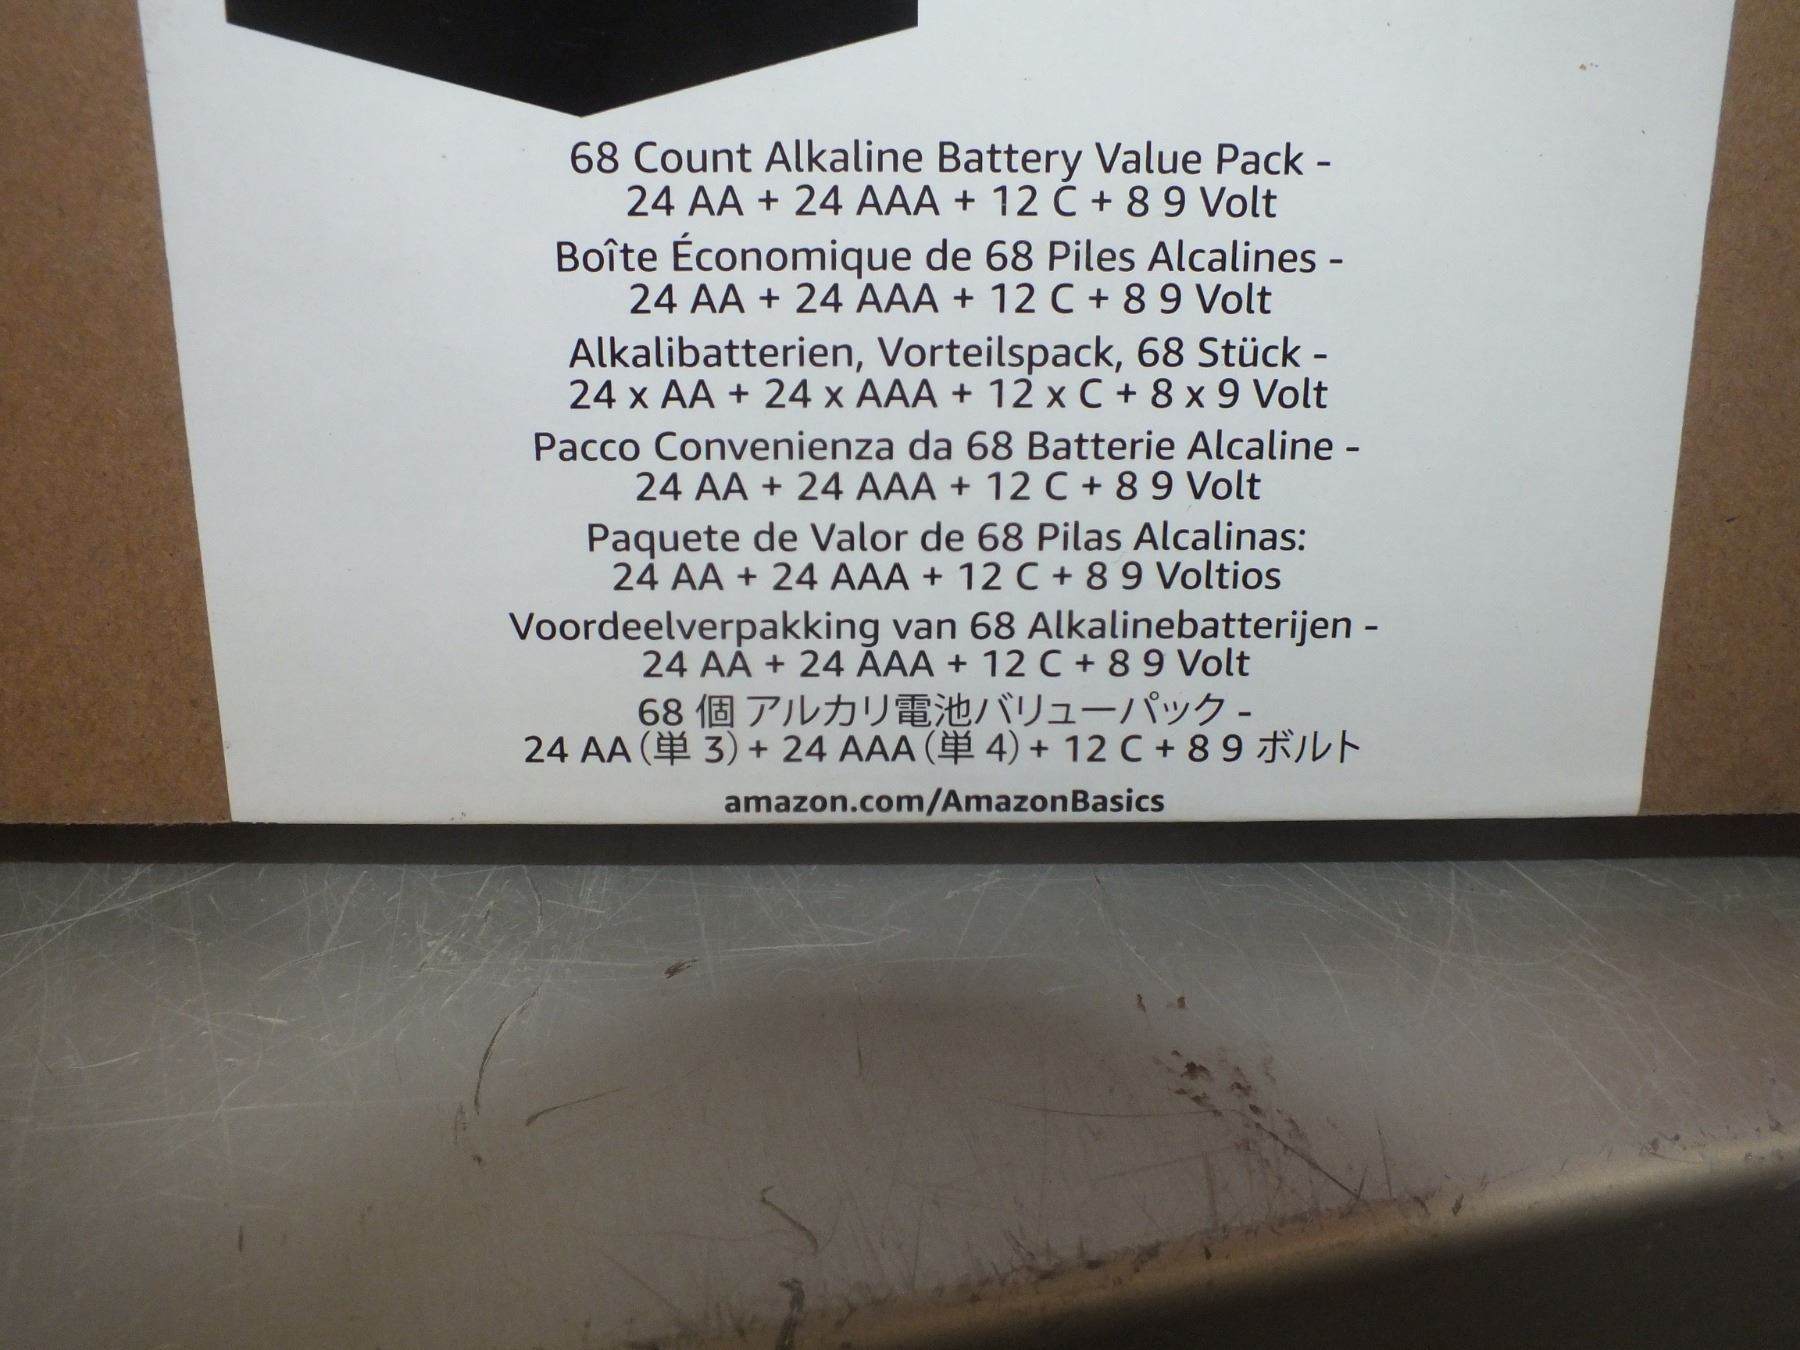 68 Count Alkaline Battery Value Pack -
24 AA + 24 AAA + 12 C + 8 9 Volt
Boîte Économique de 68 Piles Alcalines -
24 AA + 24 AAA + 12 C + 8 9 Volt
Alkalibatterien, Vorteilspack, 68 Stück -
24 x AA + 24 x AAA + 12 x C + 8 x 9 Volt
Pacco Convenienza da 68 Batterie Alcaline -
24 AA + 24 AAA + 12 C + 8 9 Volt
Paquete de Valor de 68 Pilas Alcalinas:
24 AA + 24 AAA + 12 C + 8 9 Voltios
Voordeelverpakking van 68 Alkalinebatterijen -
24 AA + 24 AAA + 12 C + 8 9 Volt
68 個 アルカリ電池バリューパック -
24 AA（単 3）+ 24 AAA（単 4）+ 12 C + 8 9 ボルト
amazon.com/AmazonBasics